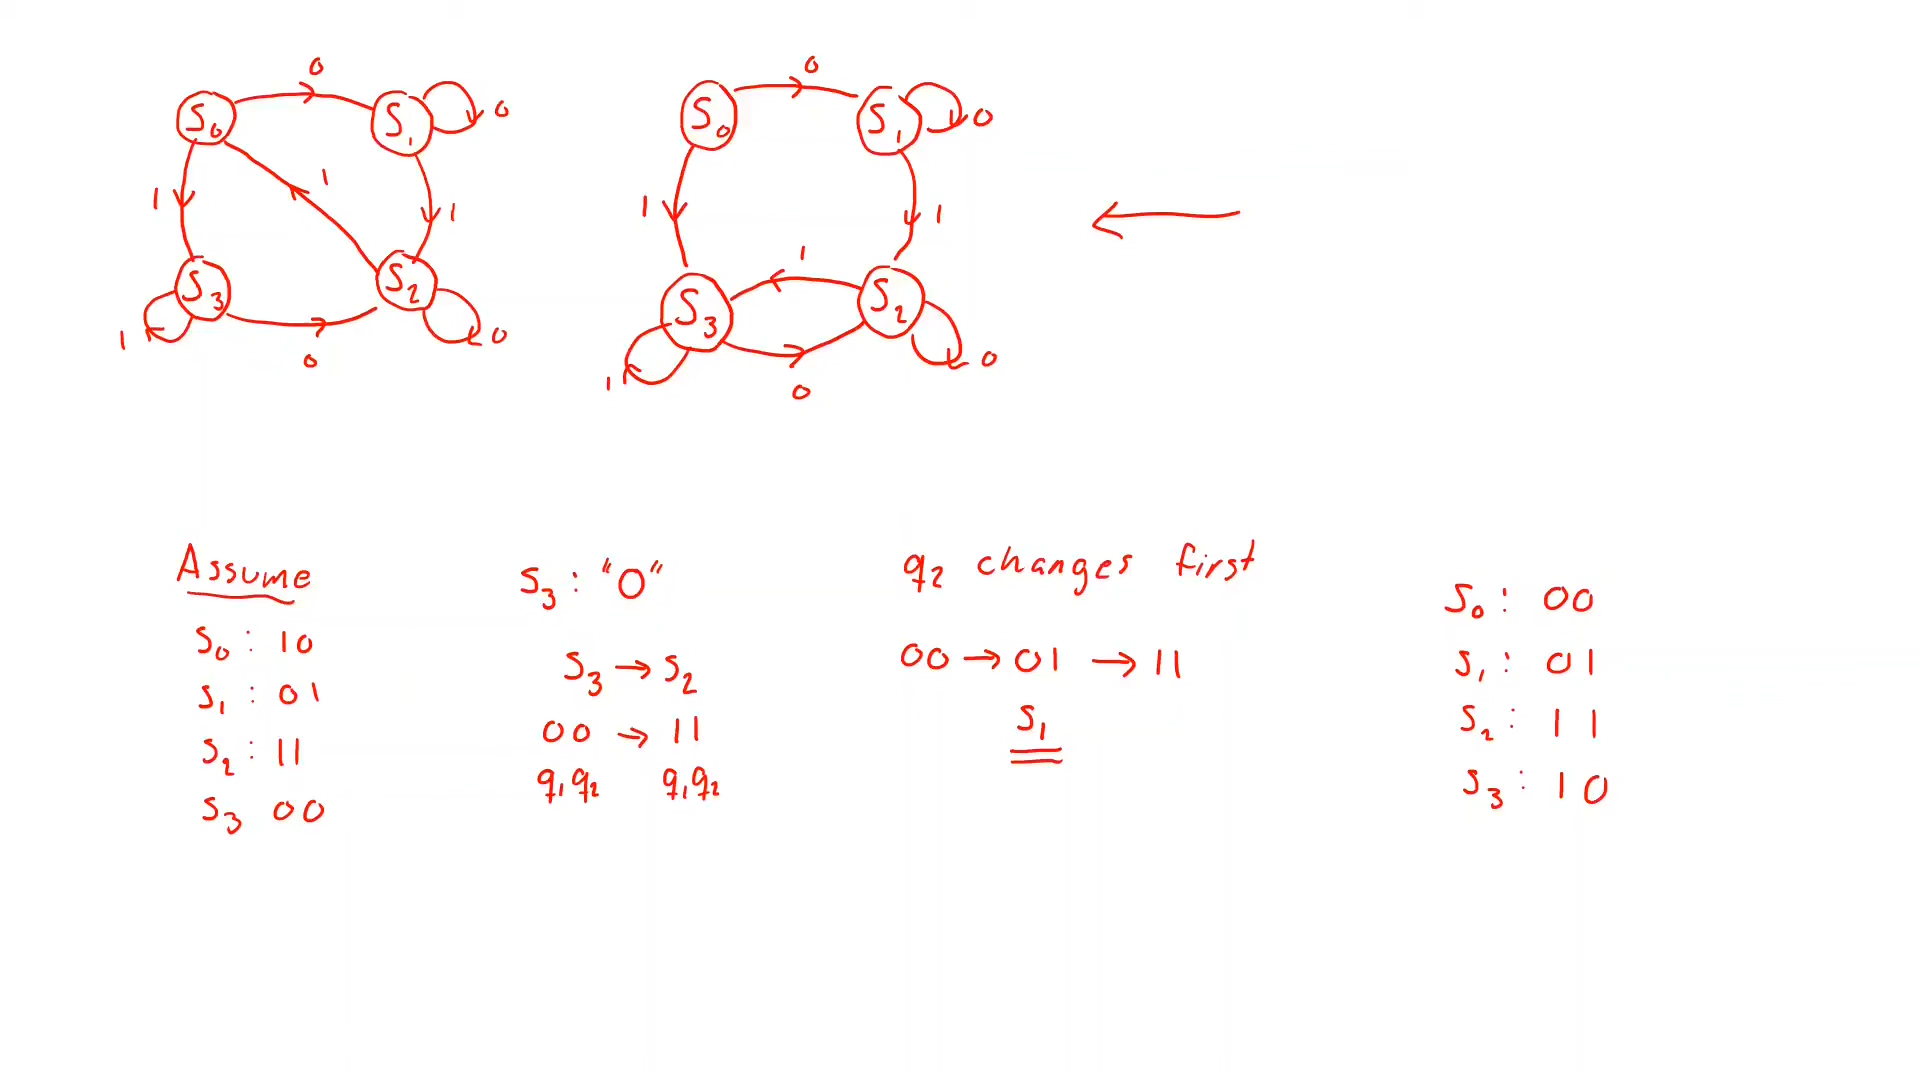 0
0
S0
S1
0
S0
S1
0
1
1
1
1
1
1
S3
S2
S3
S2
1
0
0
1
0
0
Assume
S0 : 10
S1 : 01
S2 : 11
S3 00
S3 : "0"
S3 → S2
00 → 11
q1q2 q1q2
q2 changes first
00 → 01 → 11
S1
S0 : 00
S1 : 01
S2 : 11
S3 : 10